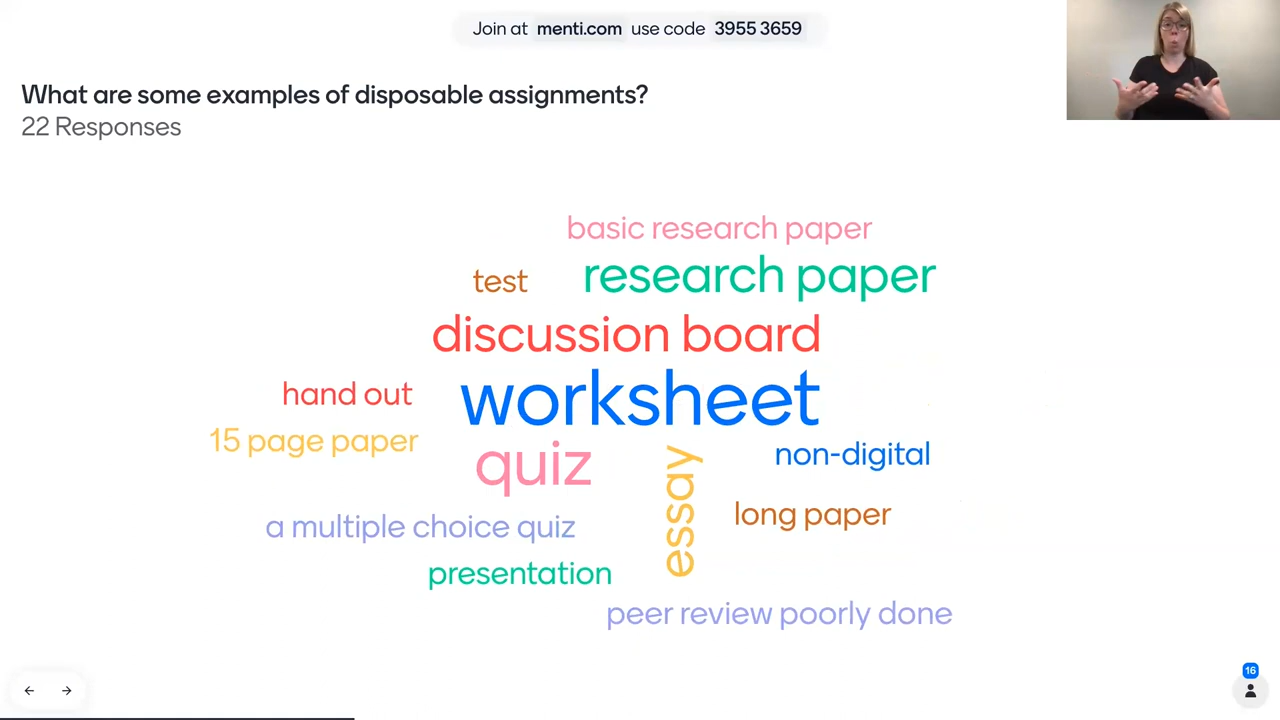 Join at menti.com use code 3955 3659
What are some examples of disposable assignments?
22 Responses
basic research paper
test
research paper
discussion board
hand out
worksheet
15 page paper
quiz
essay
non-digital
a multiple choice quiz
long paper
presentation
peer review poorly done
16